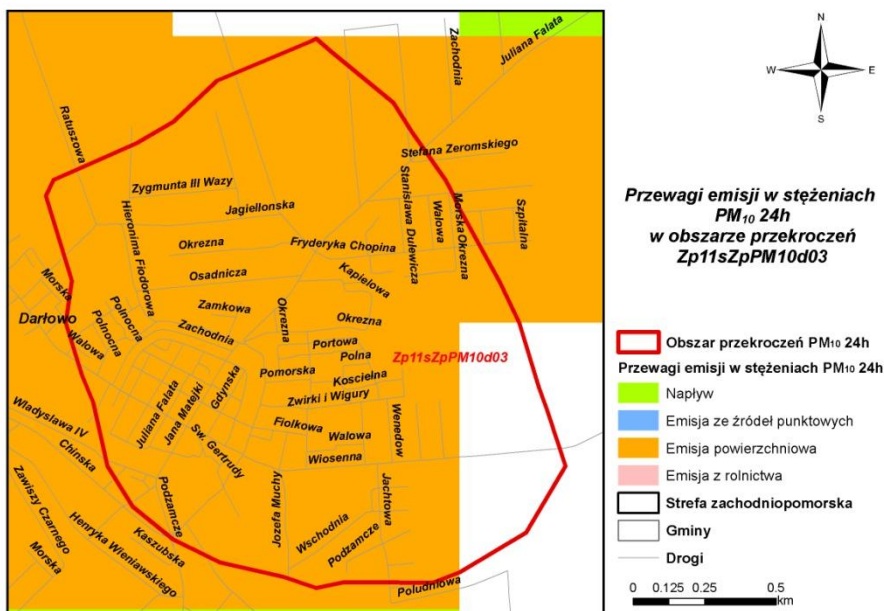 Zachodnia
Juliana Falata
Ratuszowa
Stefana Zeromskiego
Zygmunta III Wazy
Jagiellonska
Hieronima Fiodorowa
Stanisława Dulewicza
Walowa
Morska
Okrezna
Szpitalna
Okrezna
Fryderyka Chopina
Osadnicza
Kapielowa
Morska
Darłowo
Walowa
Polnocna
Polnocna
Zamkowa
Zachodnia
Okrezna
Okrezna
Portowa
Polna
Zp11sZpPM10d03
Pomorska
Koscielna
Zwirki i Wigury
Juliana Falata
Jana Matejki
Gdynska
Wladyslawa IV
Chinska
Sw. Gertrudy
Fiolkowa
Walowa
Wenedow
Wiosenna
Zawiszy Czarnego
Morska
Henryka Wieniawskiego
Podzamcze
Kaszubska
Jozefa Muchy
Wschodnia
Podzamcze
Jachtowa
Poludniowa
N
W E
S
Przewagi emisji w stężeniach
PM₁₀ 24h
w obszarze przekroczeń
Zp11sZpPM10d03
Obszar przekroczeń PM₁₀ 24h
Przewagi emisji w stężeniach PM₁₀ 24h
Napływ
Emisja ze źródeł punktowych
Emisja powierzchniowa
Emisja z rolnictwa
Strefa zachodniopomorska
Gminy
Drogi
0 0.125 0.25 0.5
km